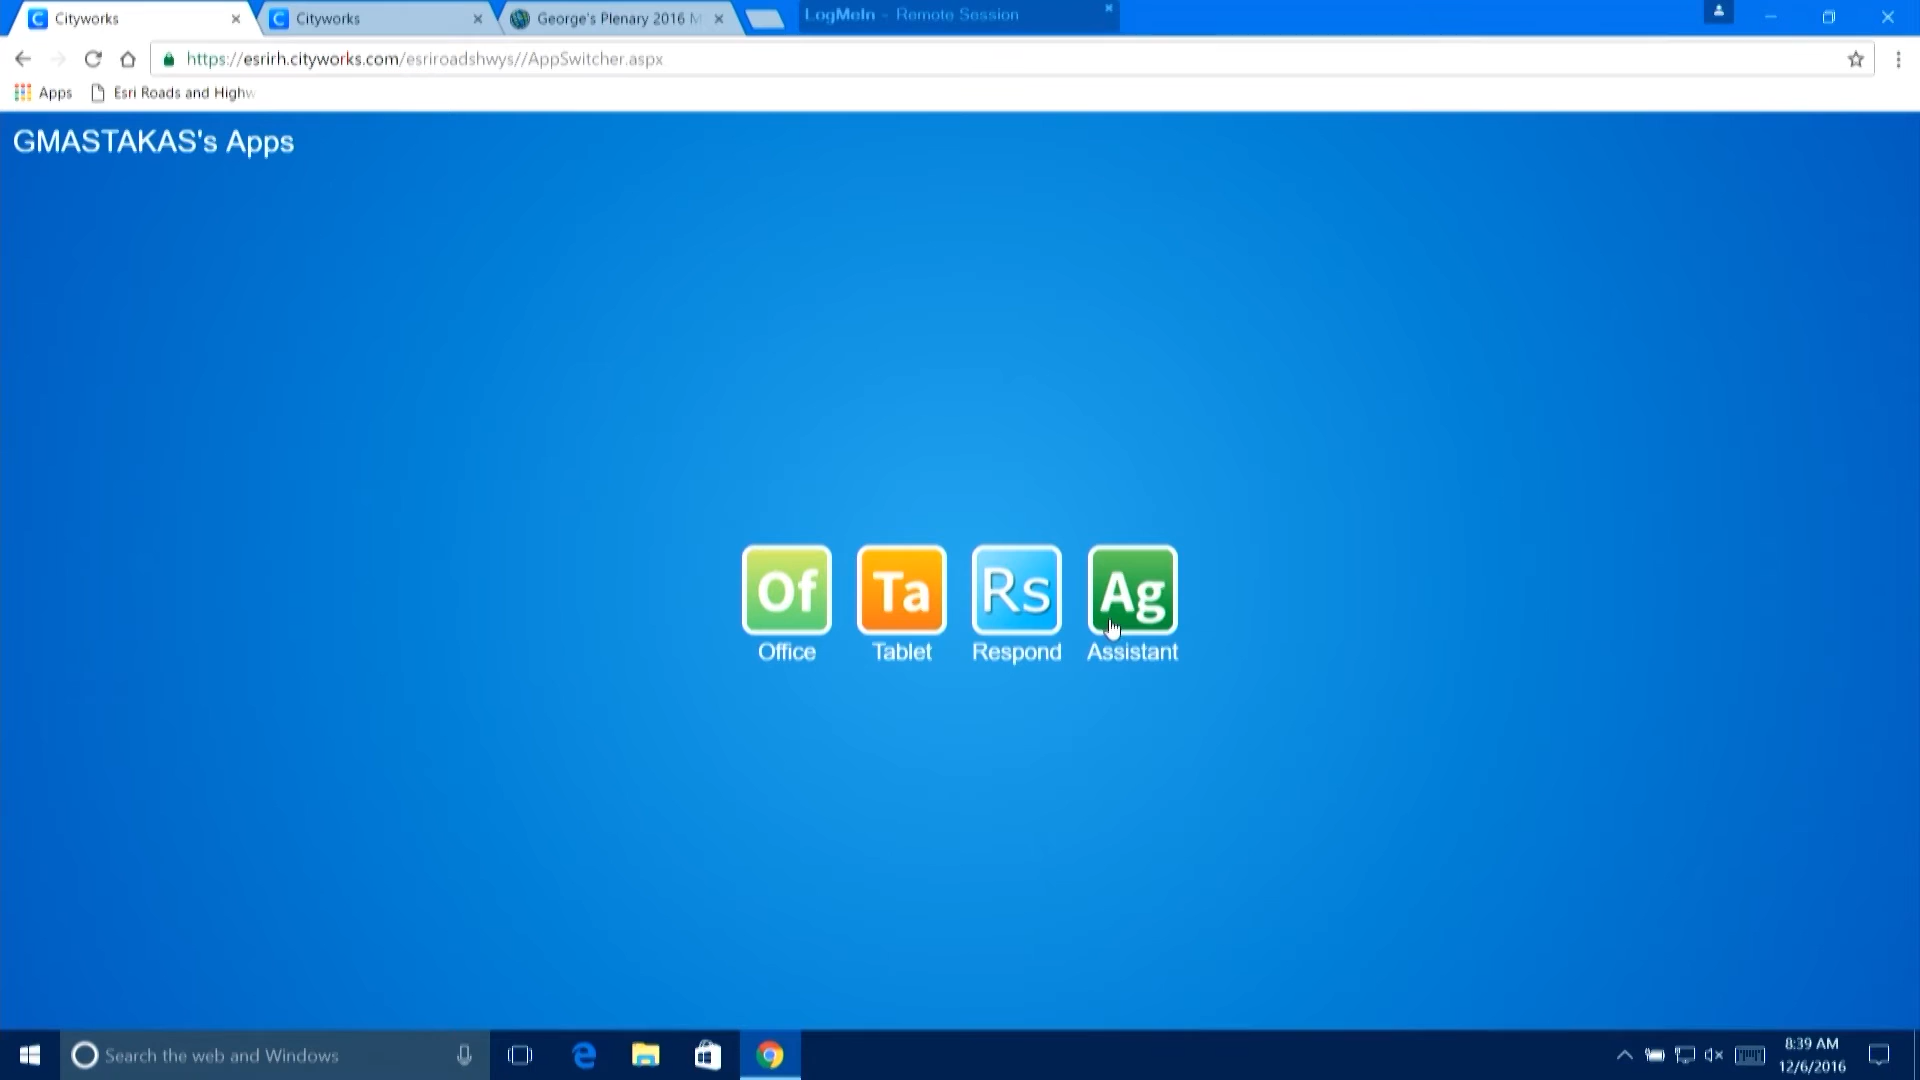 Cityworks
Cityworks
George's Plenary 2016 M
LogMeIn - Remote Session
https://esrirh.cityworks.com/esriroadshwys//AppSwitcher.aspx
Apps
Esri Roads and Highw
GMASTAKAS's Apps
Of
Ta
Rs
Ag
Office
Tablet
Respond
Assistant
Search the web and Windows
8:39 AM
12/6/2016